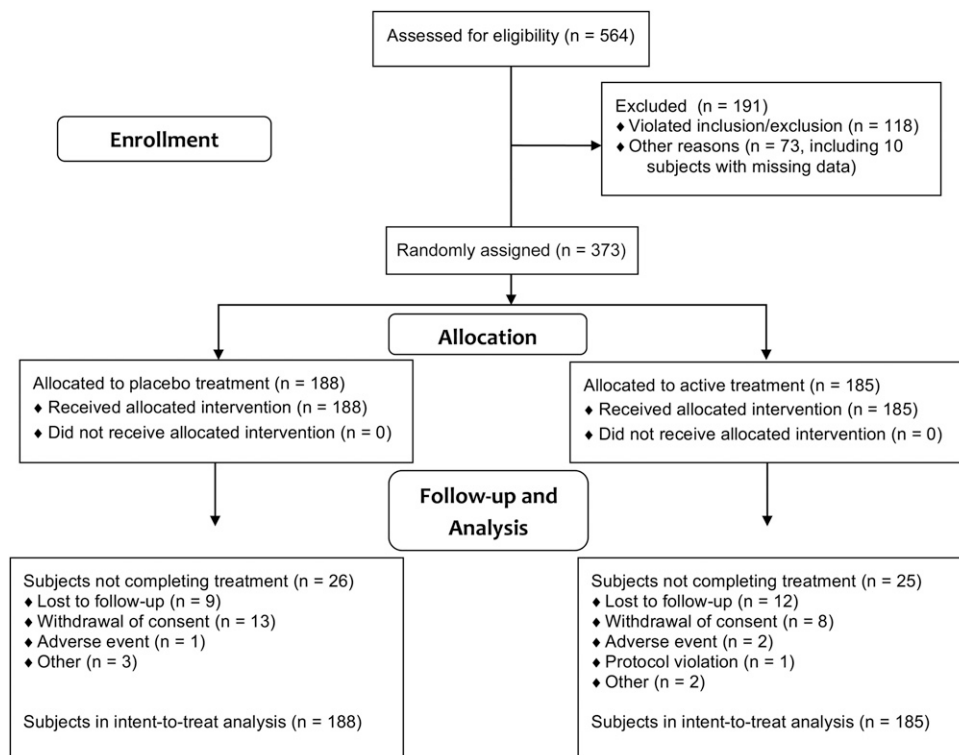 Assessed for eligibility (n = 564)
Enrollment
Excluded (n = 191)
♦ Violated inclusion/exclusion (n = 118)
♦ Other reasons (n = 73, including 10
subjects with missing data)
Randomly assigned (n = 373)
Allocation
Allocated to placebo treatment (n = 188)
♦ Received allocated intervention (n = 188)
♦ Did not receive allocated intervention (n = 0)
Allocated to active treatment (n = 185)
♦ Received allocated intervention (n = 185)
♦ Did not receive allocated intervention (n = 0)
Follow-up and
Analysis
Subjects not completing treatment (n = 26)
♦ Lost to follow-up (n = 9)
♦ Withdrawal of consent (n = 13)
♦ Adverse event (n = 1)
♦ Other (n = 3)
Subjects in intent-to-treat analysis (n = 188)
Subjects not completing treatment (n = 25)
♦ Lost to follow-up (n = 12)
♦ Withdrawal of consent (n = 8)
♦ Adverse event (n = 2)
♦ Protocol violation (n = 1)
♦ Other (n = 2)
Subjects in intent-to-treat analysis (n = 185)